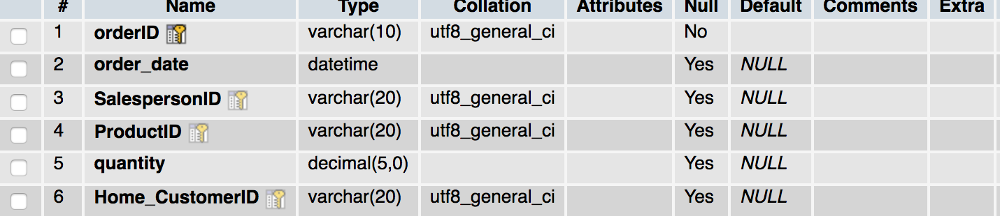 # Name Type Collation Attributes Null Default Comments Extra
1 orderID varchar(10) utf8_general_ci No
2 order_date datetime Yes NULL
3 SalespersonID varchar(20) utf8_general_ci Yes NULL
4 ProductID varchar(20) utf8_general_ci Yes NULL
5 quantity decimal(5,0) Yes NULL
6 Home_CustomerID varchar(20) utf8_general_ci Yes NULL